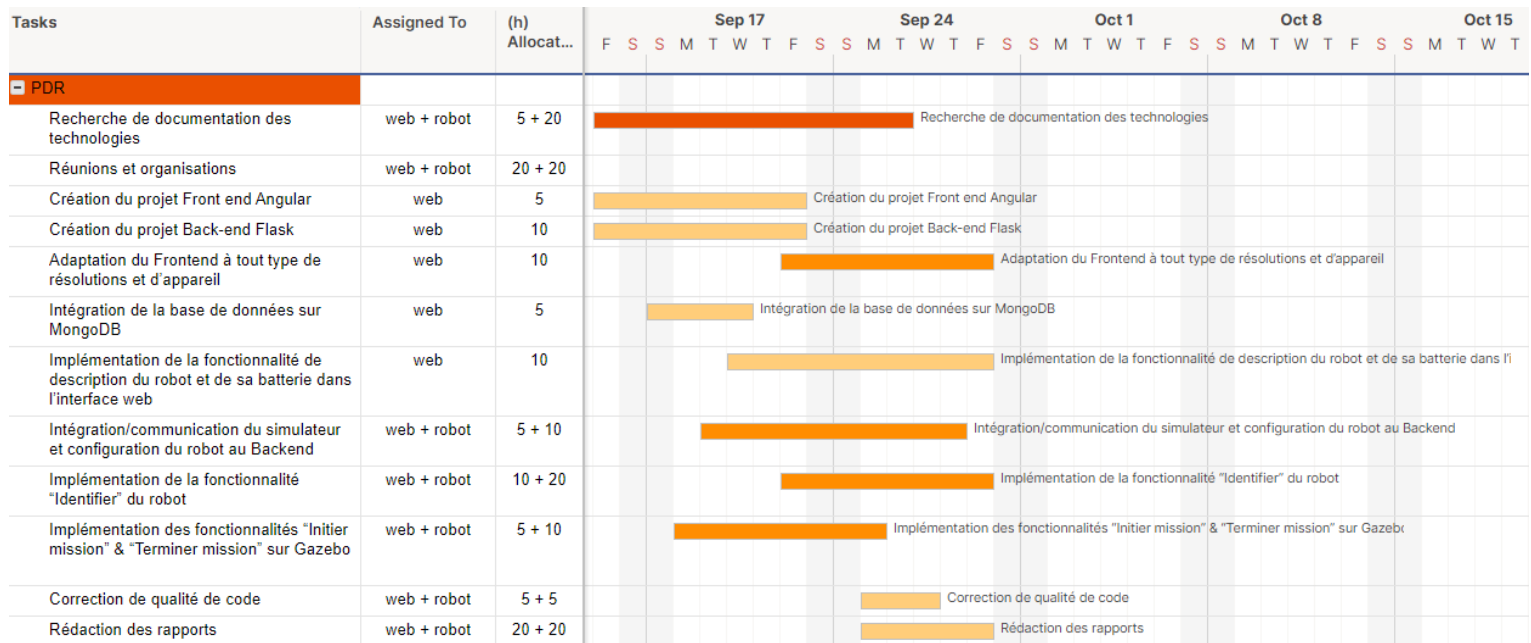 Tasks
Assigned To
(h)
Allocat...
Sep 17
Sep 24
Oct 1
Oct 8
Oct 15
F S S M T W T F S S M T W T F S S M T W T F S S M T W T F S S M T W T
PDR
Recherche de documentation des
technologies
web + robot
5 + 20
Recherche de documentation des technologies
Réunions et organisations
web + robot
20 + 20
Création du projet Front end Angular
web
5
Création du projet Front end Angular
Création du projet Back-end Flask
web
10
Création du projet Back-end Flask
Adaptation du Frontend à tout type de
résolutions et d’appareil
web
10
Adaptation du Frontend à tout type de résolutions et d'appareil
Intégration de la base de données sur
MongoDB
web
5
Intégration de la base de données sur MongoDB
Implémentation de la fonctionnalité de
description du robot et de sa batterie dans
l’interface web
web
10
Implémentation de la fonctionnalité de description du robot et de sa batterie dans l'i
Intégration/communication du simulateur
et configuration du robot au Backend
web + robot
5 + 10
Intégration/communication du simulateur et configuration du robot au Backend
Implémentation de la fonctionnalité
“Identifier” du robot
web + robot
10 + 20
Implémentation de la fonctionnalité "Identifier" du robot
Implémentation des fonctionnalités “Initier
mission” & “Terminer mission” sur Gazebo
web + robot
5 + 10
Implémentation des fonctionnalités "Initier mission" & "Terminer mission" sur Gazebo
Correction de qualité de code
web + robot
5 + 5
Correction de qualité de code
Rédaction des rapports
web + robot
20 + 20
Rédaction des rapports